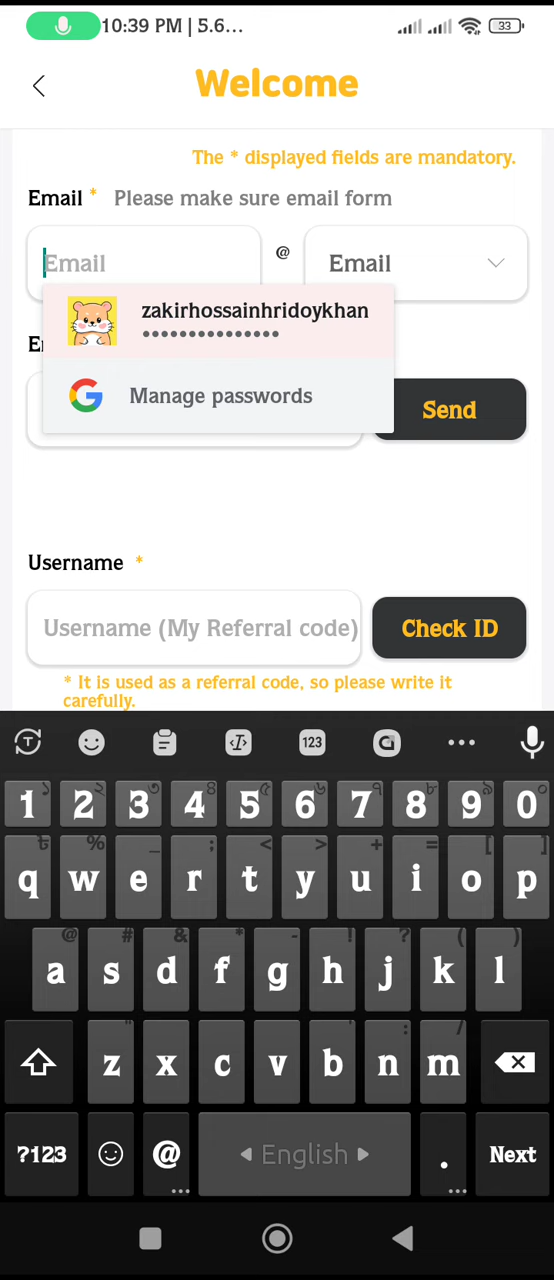 10:39 PM | 5.6...
33
Welcome
The * displayed fields are mandatory.
Email * Please make sure email form
Email @ Email
zakirhossainhridoykhan
•••••••••••••••
Manage passwords
Send
Username *
Username (My Referral code) Check ID
* It is used as a referral code, so please write it
carefully.
123
1 2 3 4 5 6 7 8 9 0
q w e r t y u i o p
a s d f g h j k l
z x c v b n m
?123 @ English . Next